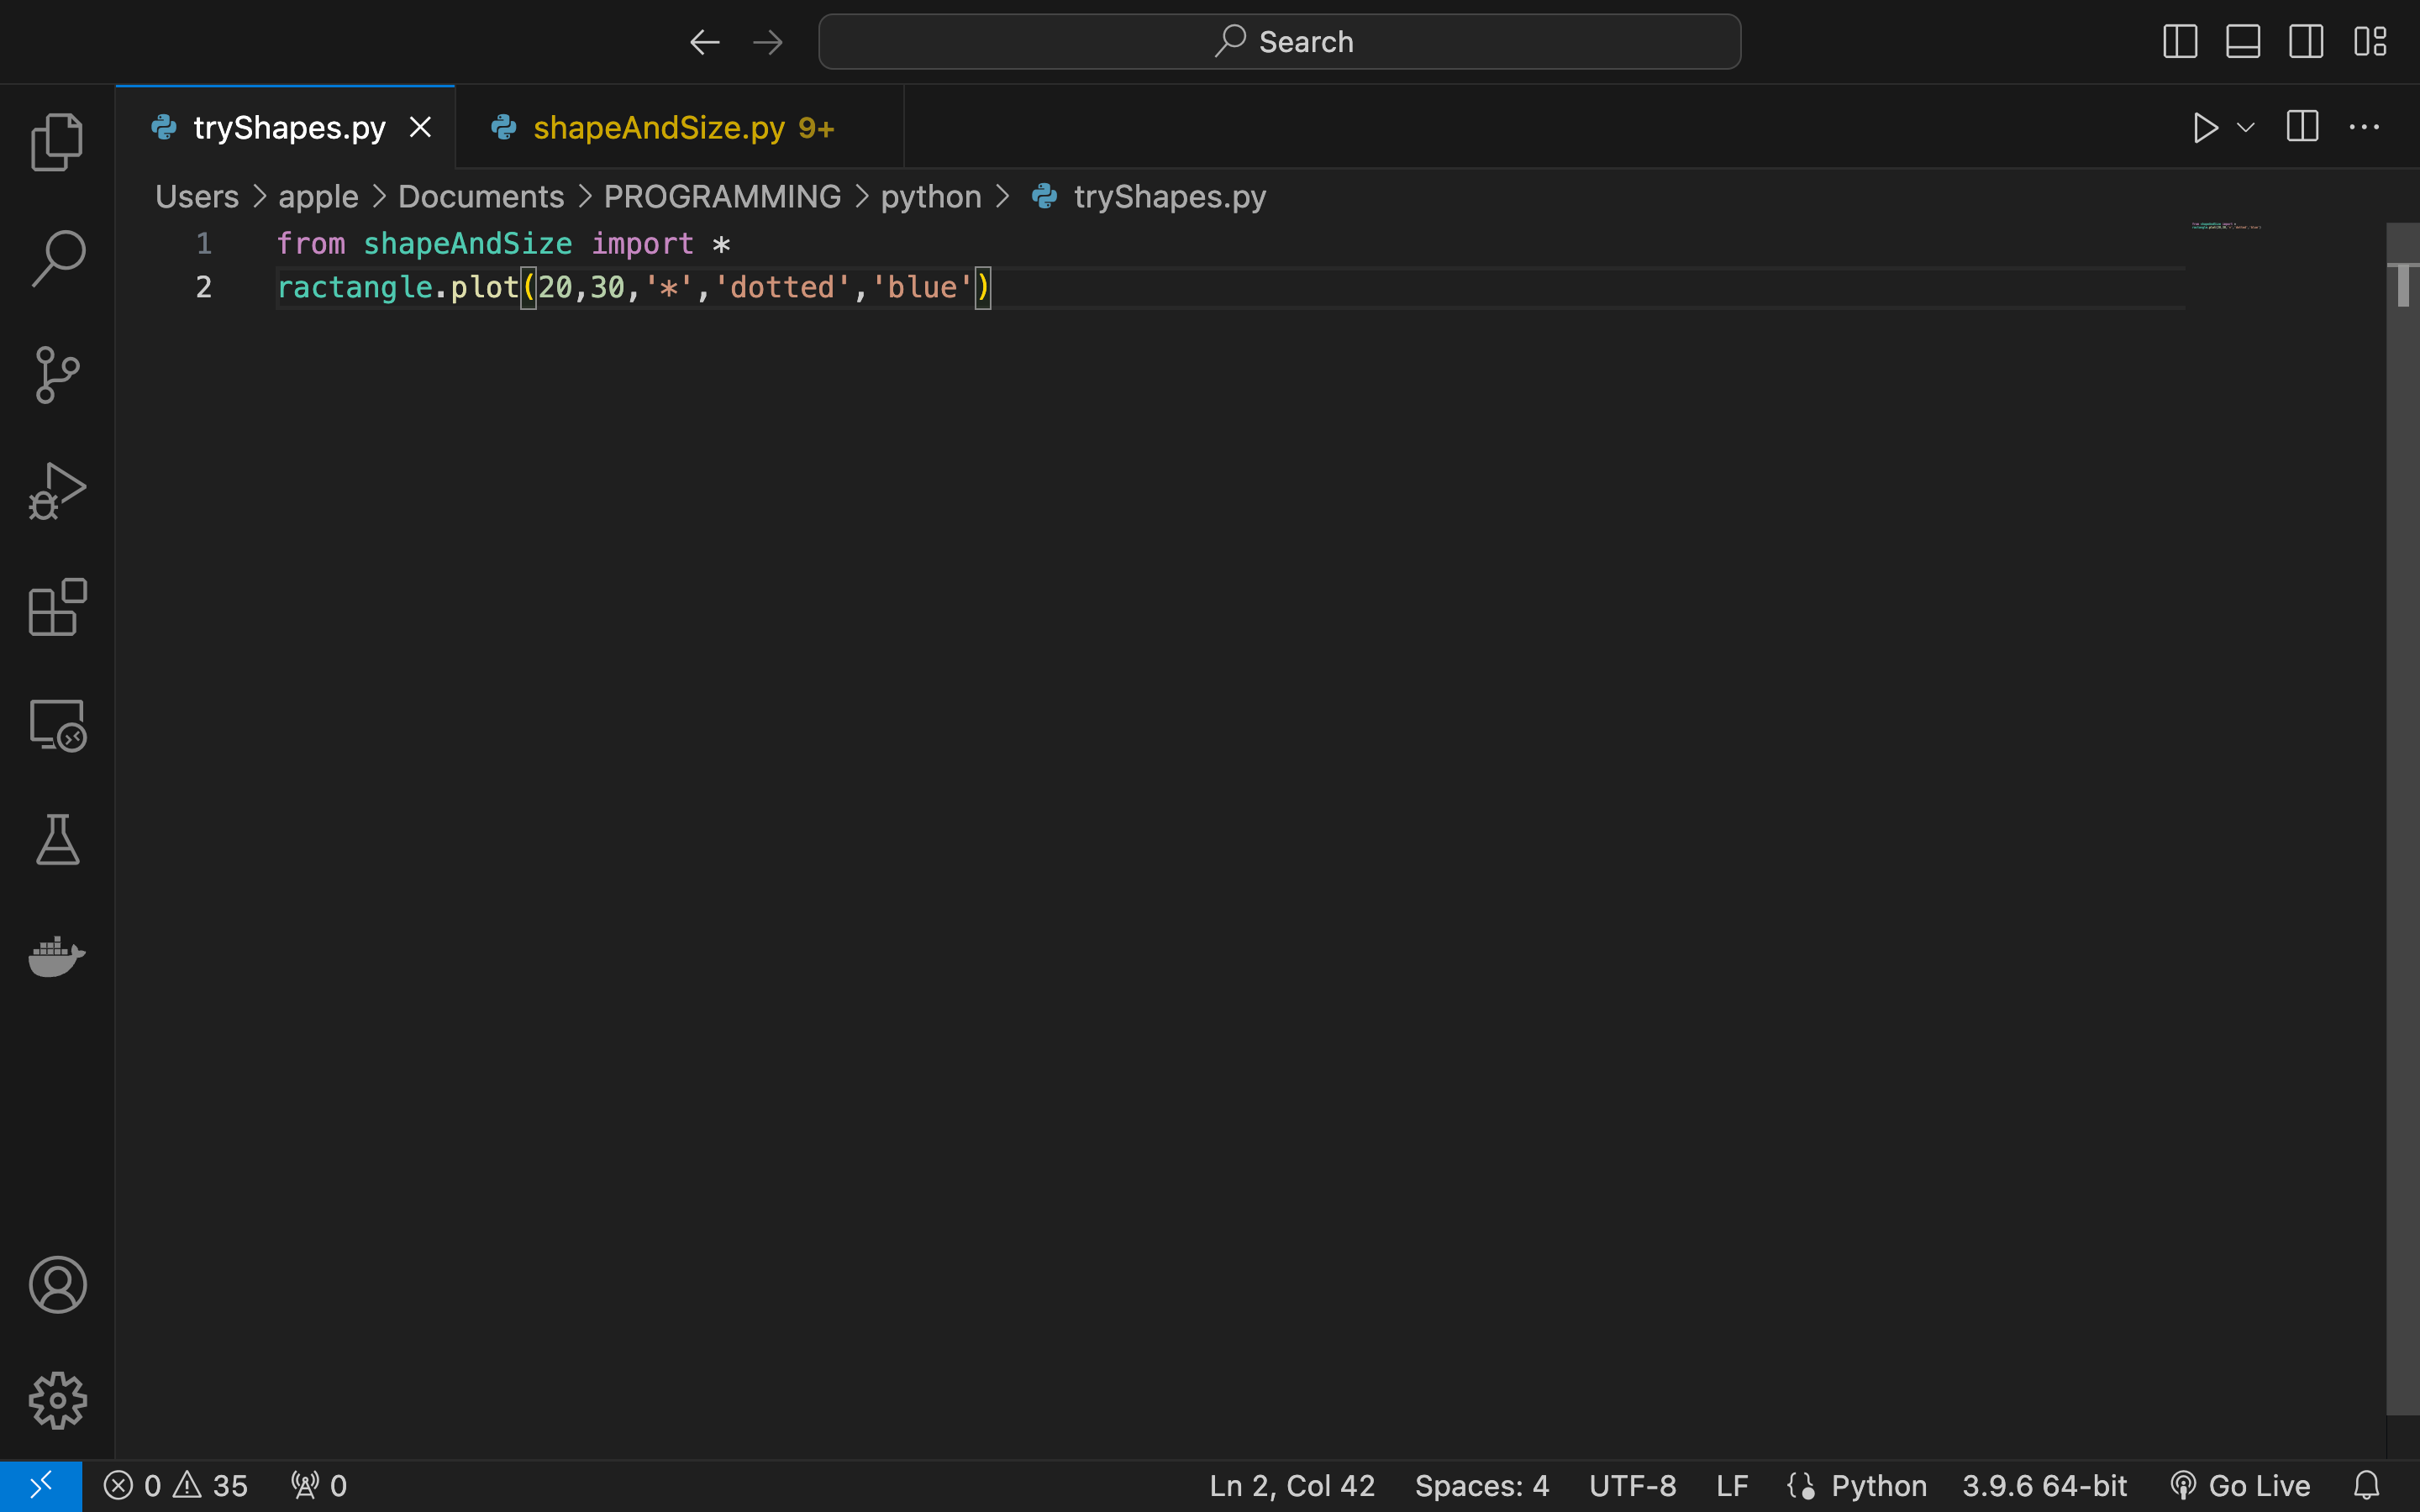 Search
tryShapes.py
shapeAndSize.py 9+
Users > apple > Documents > PROGRAMMING > python > tryShapes.py
1 from shapeAndSize import *
2 ractangle.plot(20,30,'*','dotted','blue')
0 35 0 Ln 2, Col 42 Spaces: 4 UTF-8 LF Python 3.9.6 64-bit Go Live